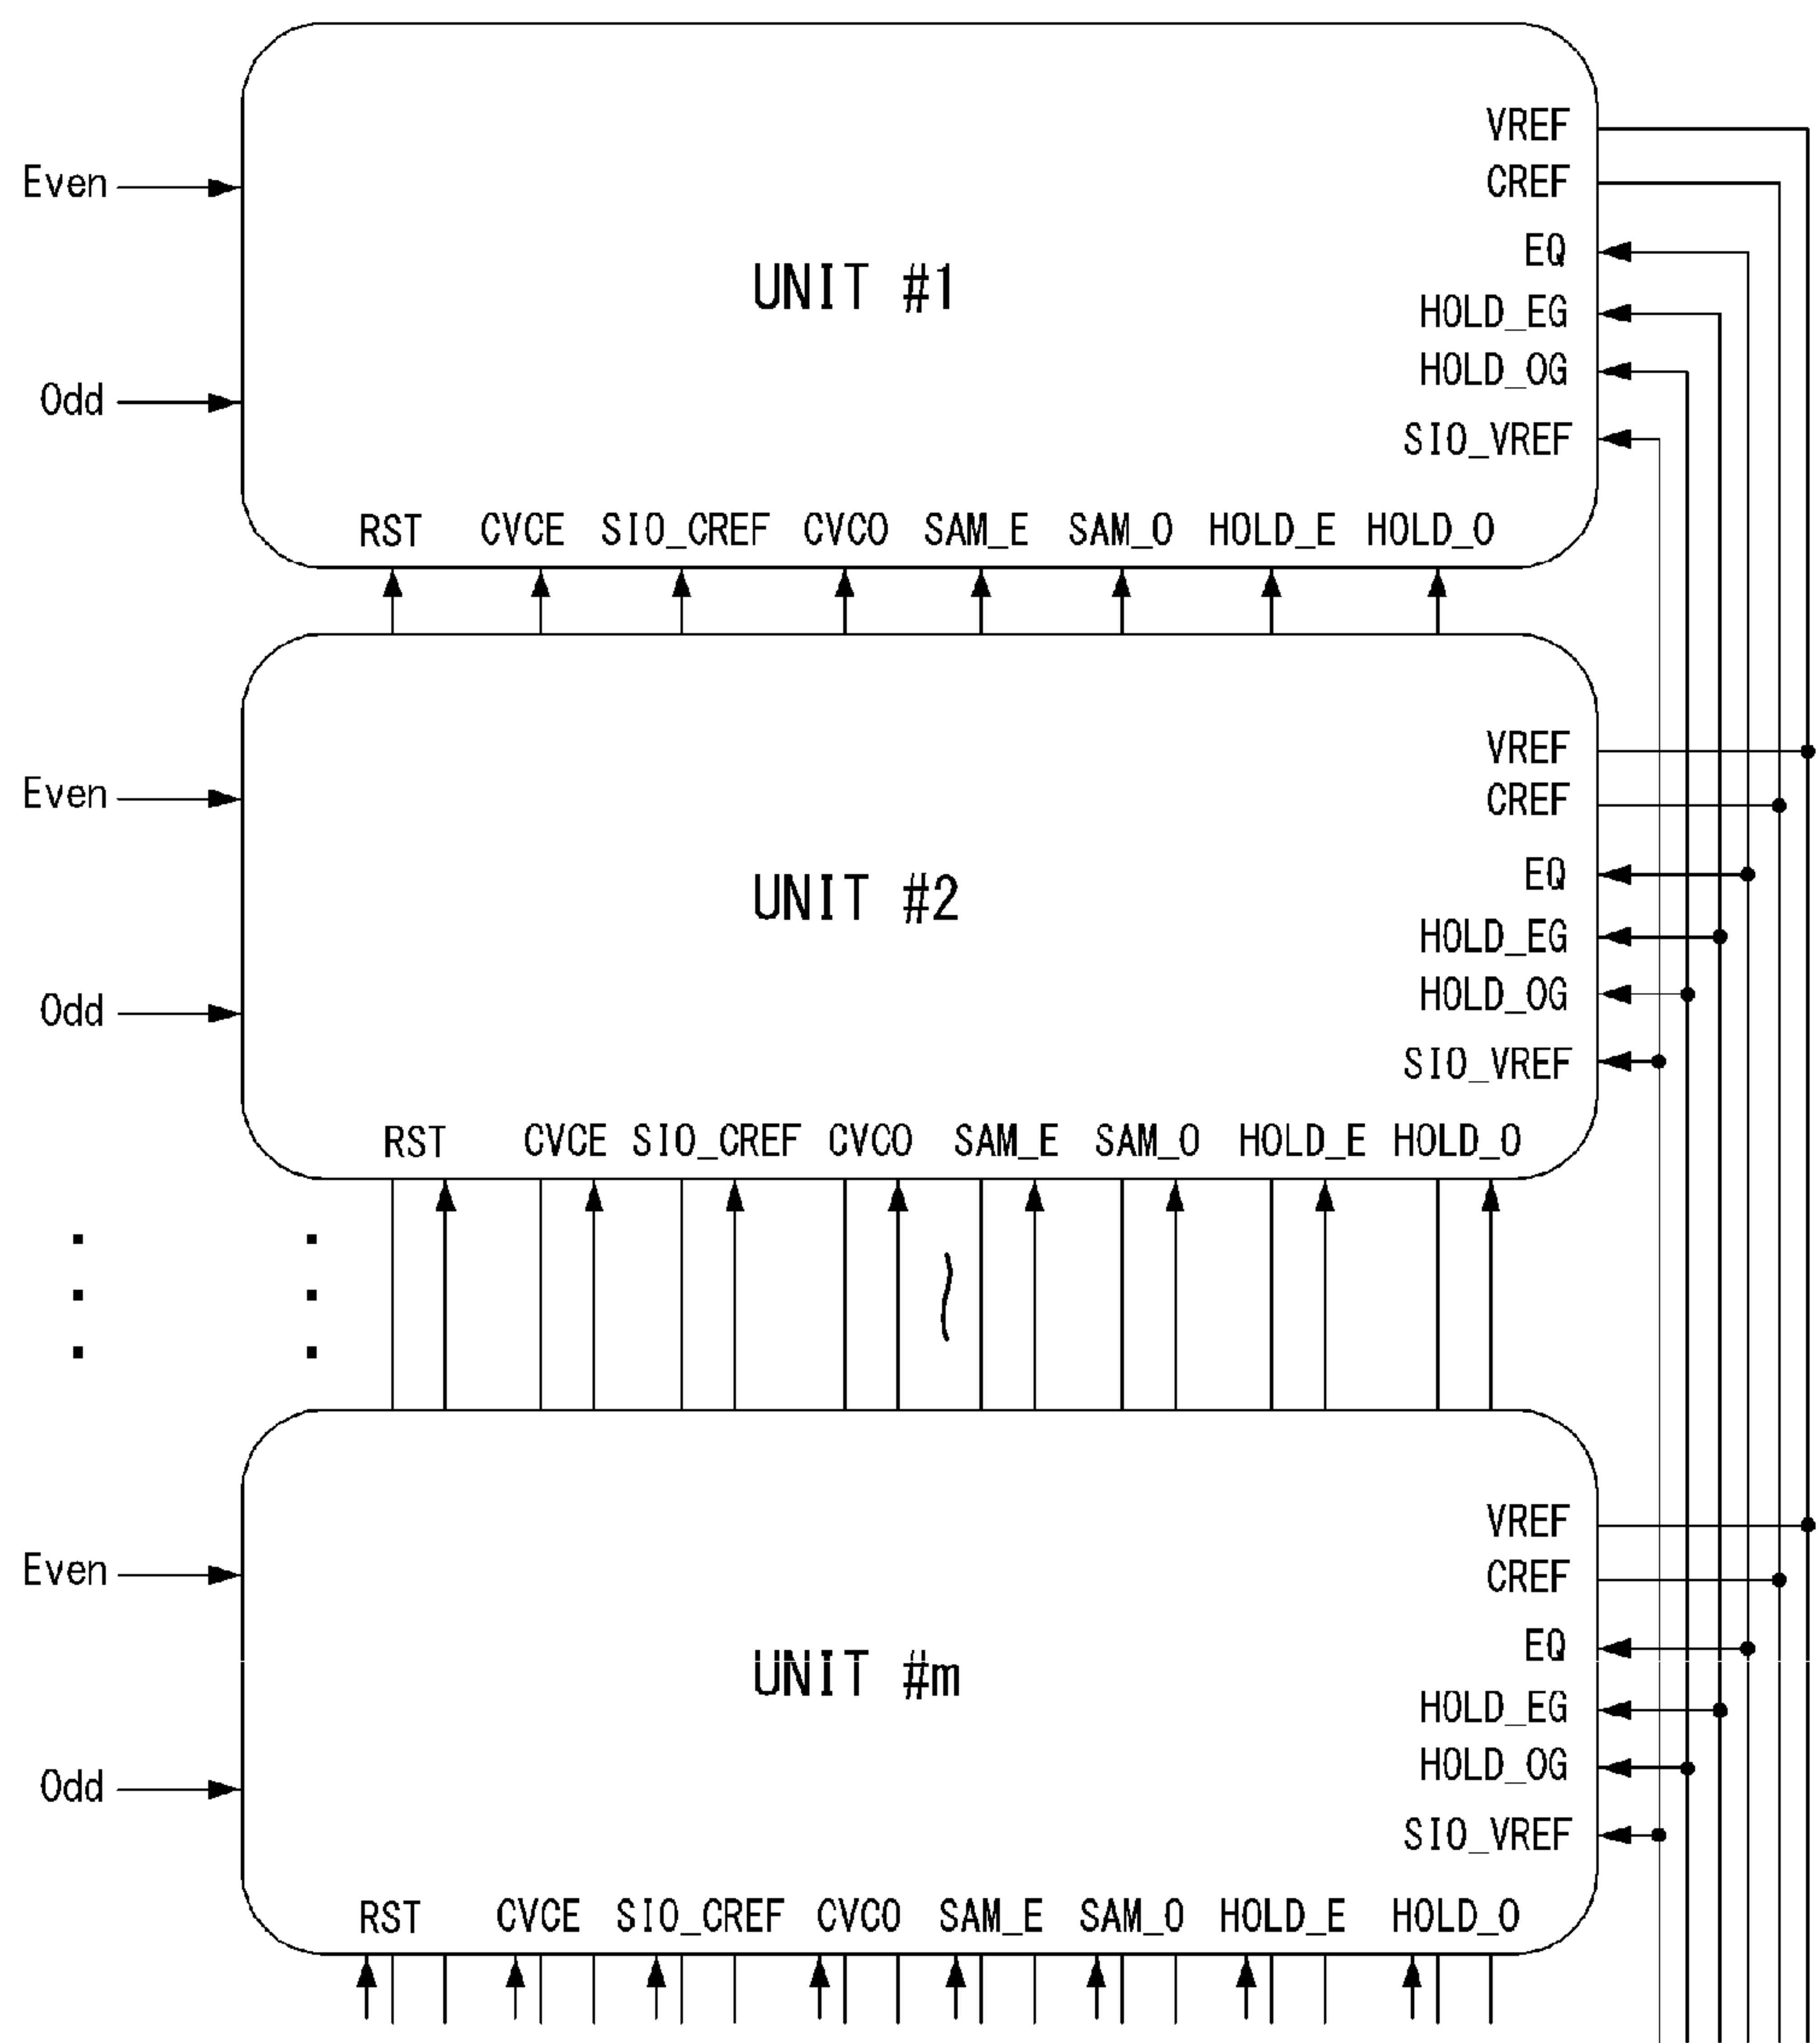 VREF
Even
CREF
EQ
UNIT #1
HOLD_EG
HOLD_OG
Odd
SIO_VREF
RST CVCE SIO_CREF CVCO SAM_E SAM_O HOLD_E HOLD_O
VREF
Even
CREF
EQ
UNIT #2
HOLD_EG
HOLD_OG
Odd
SIO_VREF
RST CVCE SIO_CREF CVCO SAM_E SAM_O HOLD_E HOLD_O
VREF
Even
CREF
EQ
UNIT #m
HOLD_EG
HOLD_OG
Odd
SIO_VREF
RST CVCE SIO_CREF CVCO SAM_E SAM_O HOLD_E HOLD_O